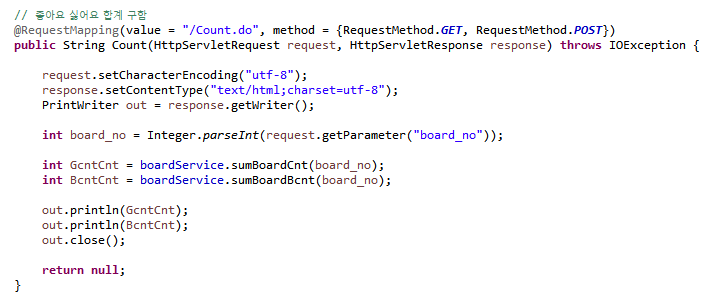 // 좋아요 싫어요 합계 구함
@RequestMapping(value = "/Count.do", method = {RequestMethod.GET, RequestMethod.POST})
public String Count(HttpServletRequest request, HttpServletResponse response) throws IOException {
request.setCharacterEncoding("utf-8");
response.setContentType("text/html;charset=utf-8");
PrintWriter out = response.getWriter();
int board_no = Integer.parseInt(request.getParameter("board_no"));
int GcntCnt = boardService.sumBoardCnt(board_no);
int BcntCnt = boardService.sumBoardBcnt(board_no);
out.println(GcntCnt);
out.println(BcntCnt);
out.close();
return null;
}